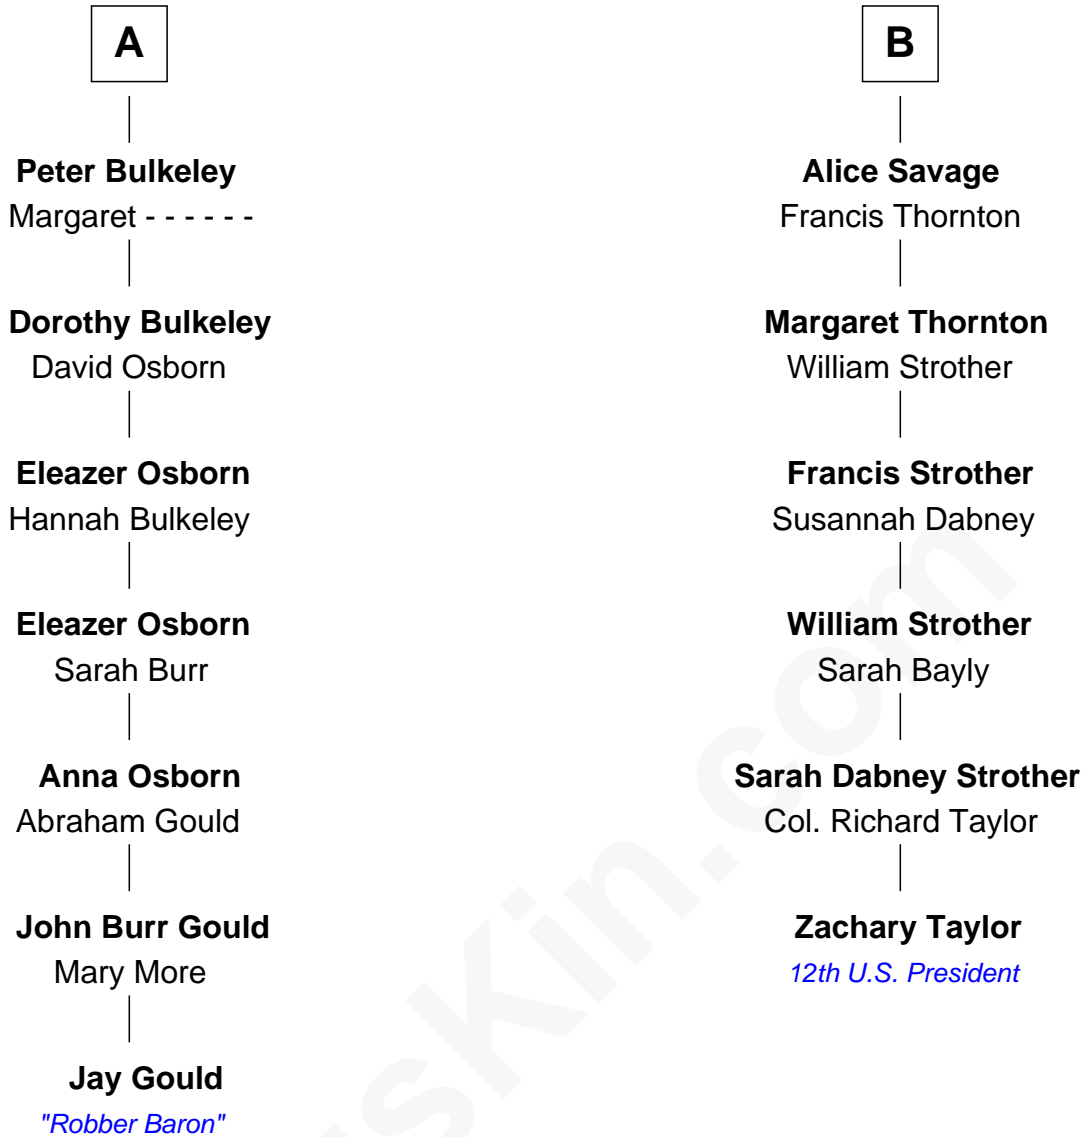 A
Peter Bulkeley
Margaret - - - - - -
Dorothy Bulkeley
David Osborn
Eleazer Osborn
Hannah Bulkeley
Eleazer Osborn
Sarah Burr
Anna Osborn
Abraham Gould
John Burr Gould
Mary More
Jay Gould
"Robber Baron"
B
Alice Savage
Francis Thornton
Margaret Thornton
William Strother
Francis Strother
Susannah Dabney
William Strother
Sarah Bayly
Sarah Dabney Strother
Col. Richard Taylor
Zachary Taylor
12th U.S. President